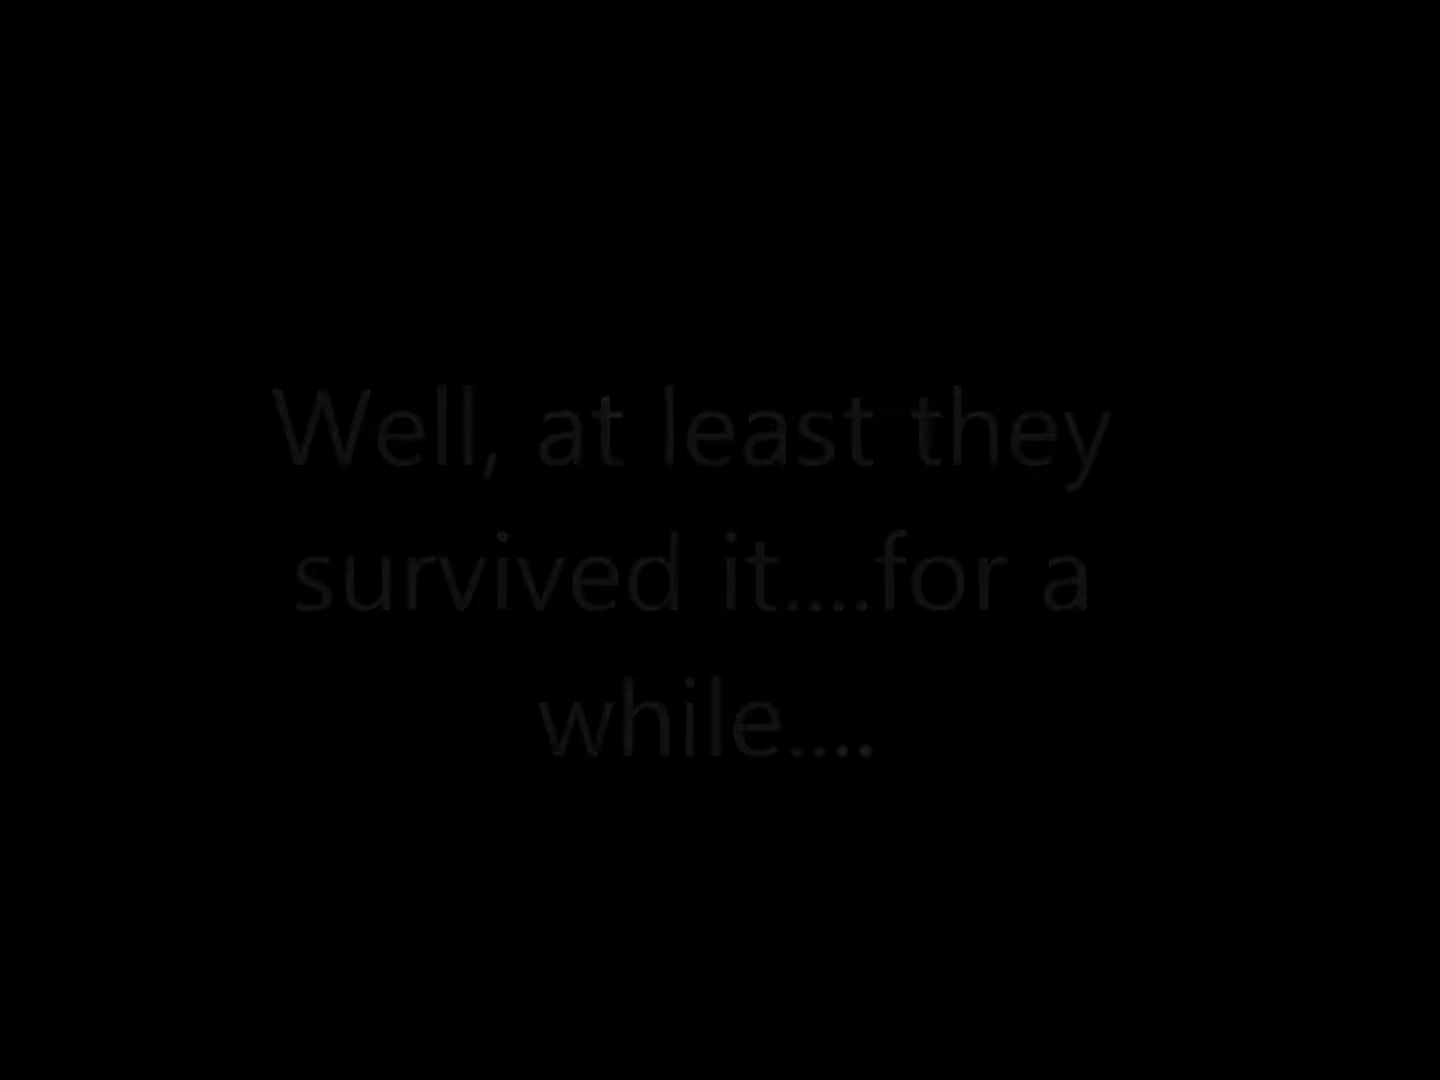 Well, at least they
survived it....for a
while....